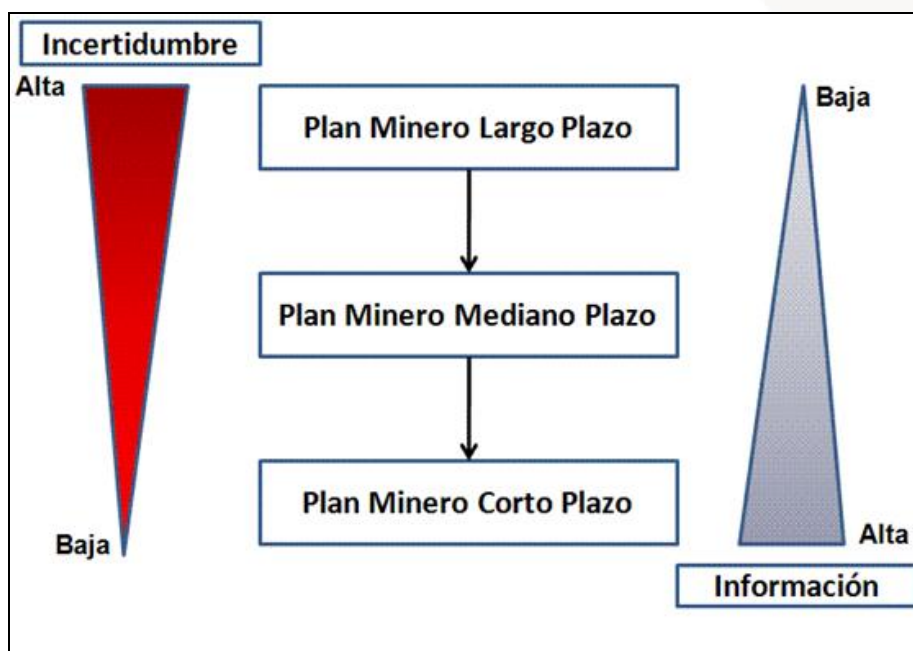 Incertidumbre
Alta
Plan Minero Largo Plazo
Baja
Plan Minero Mediano Plazo
Plan Minero Corto Plazo
Baja
Alta
Información